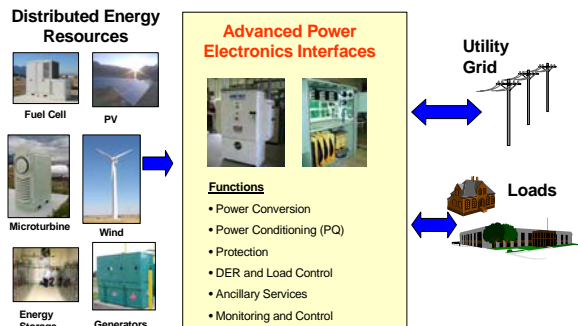 Distributed Energy
Resources
Fuel Cell
PV
Microturbine
Wind
Energy
Storage
Generators
Advanced Power
Electronics Interfaces
Functions
• Power Conversion
• Power Conditioning (PQ)
• Protection
• DER and Load Control
• Ancillary Services
• Monitoring and Control
Utility
Grid
Loads